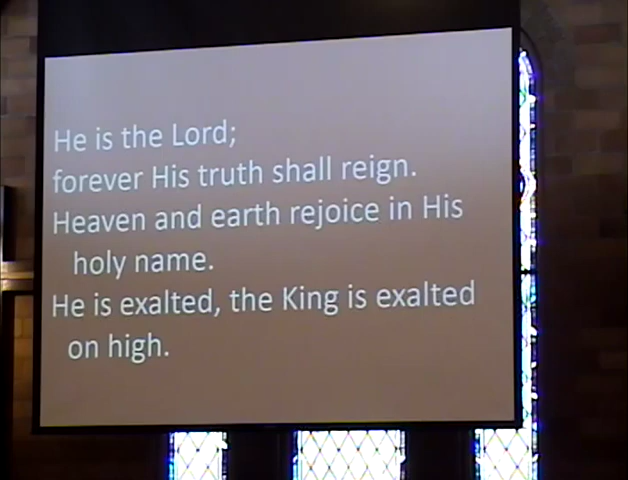 He is the Lord;
forever His truth shall reign.
Heaven and earth rejoice in His
holy name.
He is exalted, the King is exalted
on high.